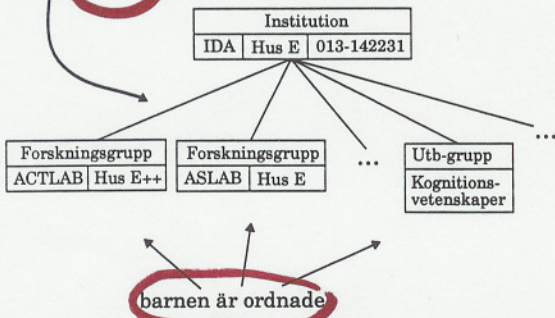 Institution
IDA Hus E 013-142231
Forskningsgrupp
ACTLAB Hus E++
Forskningsgrupp
ASLAB Hus E
...
Utb-grupp
Kognitions-
vetenskaper
...
barnen är ordnade